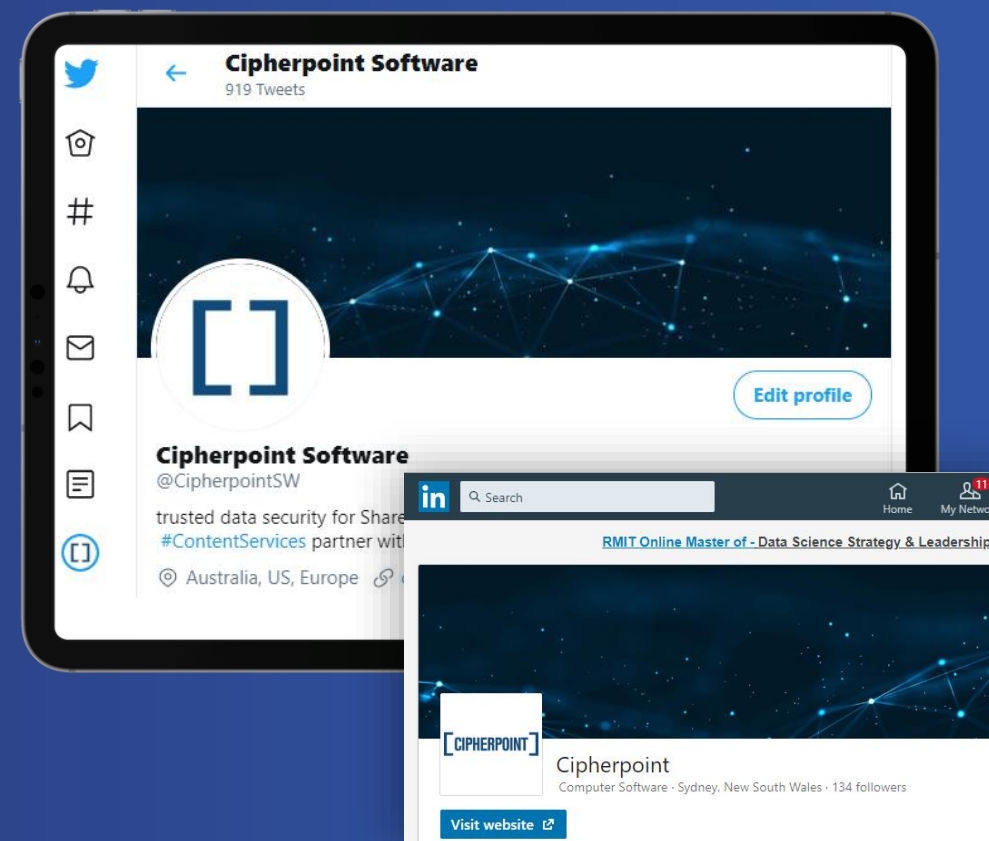 Cipherpoint Software
919 Tweets
Edit profile
Cipherpoint Software
@CipherpointSW
trusted data security for Share
#ContentServices partner wit
Australia, US, Europe
in
Search
Home
11
My Netwo
RMIT Online Master of - Data Science Strategy & Leadership
[CIPHERPOINT]
Cipherpoint
Computer Software · Sydney, New South Wales · 134 followers
Visit website